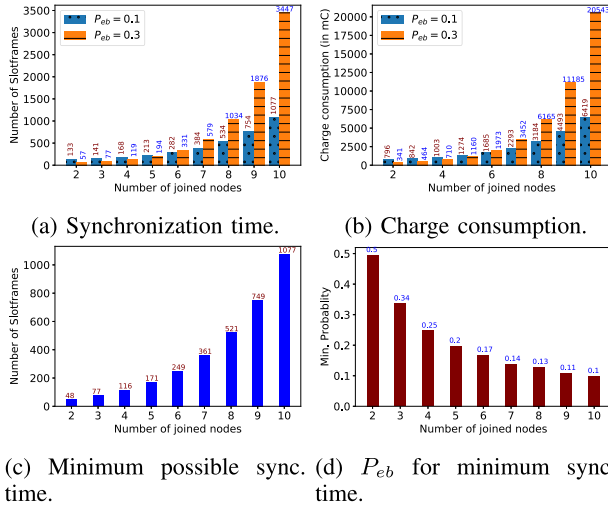 3500
3000
2500
2000
1500
1000
500
0
Number of Slotframes
P_eb = 0.1
P_eb = 0.3
133 57 141 77 168 119 213 194 282 331 384 579 534 1034 754 1876 1077 3447
2 3 4 5 6 7 8 9 10
Number of joined nodes
(a) Synchronization time.
20000
17500
15000
12500
10000
7500
5000
2500
0
Charge consumption (in mC)
P_eb = 0.1
P_eb = 0.3
796 341 842 464 1003 710 1274 1160 1685 1973 2293 3452 3184 6165 4493 11185 6419 20543
2 3 4 5 6 7 8 9 10
Number of joined nodes
(b) Charge consumption.
1000
800
600
400
200
0
Number of Slotframes
48 77 116 171 249 361 521 749 1077
2 3 4 5 6 7 8 9 10
Number of joined nodes
(c) Minimum possible sync.
time.
0.5
0.4
0.3
0.2
0.1
0.0
Min. Probablity
0.5 0.34 0.25 0.2 0.17 0.14 0.13 0.11 0.1
2 3 4 5 6 7 8 9 10
Number of joined nodes
(d) P_eb for minimum sync
time.